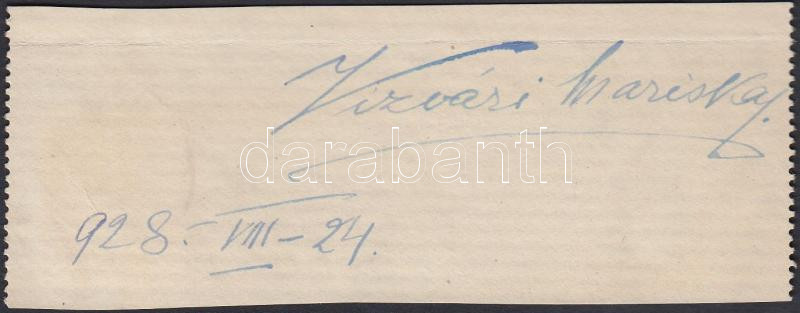 Vizvári Mariska.
darabanth
928.-VIII-24.